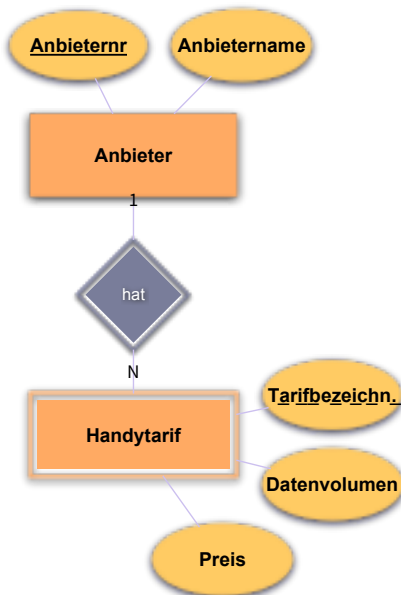 Anbieternr
Anbietername
Anbieter
1
hat
N
Tarifbezeichn.
Handytarif
Datenvolumen
Preis